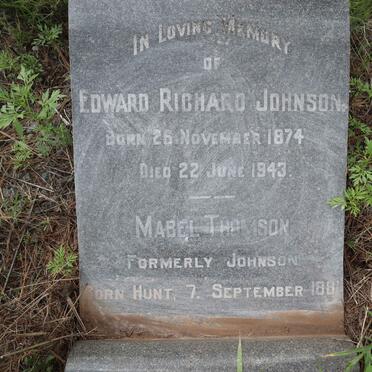 IN LOVING MEMORY
OF
EDWARD RICHARD JOHNSON.
BORN 26 NOVEMBER 1874
DIED 22 JUNE 1943.
MABEL THOMSON
FORMERLY JOHNSON
BORN HUNT, 7. SEPTEMBER